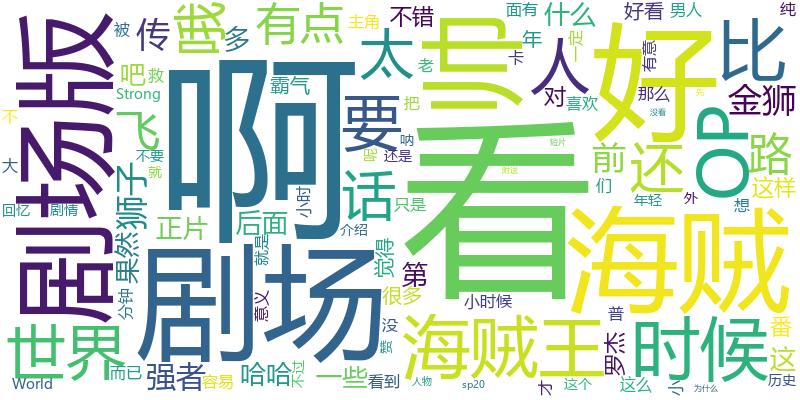 剧场版
啊
看
好
海贼
剧场
帅
海贼王
时候
世界
OP
比
人
太
要
话
还
路
前
金狮
传
哦
多
有点
不错
什么
面有
年
卡
老
主角
被
吧
救
Strong
飞
霸气
对
喜欢
把
呐
还是
好看
男人
一定
有意
那么
先
没看
纯
不
大
回忆
剧情
不要
就
果然
狮子
正片
后面
小时
就是
介绍
觉得
只是
们
年轻
外
想
这样
短片
附送
分钟
意义
很多
第
小时候
没
罗杰
普
番
这
World
而已
强者
容易
哈哈
不过
一些
看到
人物
sp20
才
这个
这么
小
为什么
历史